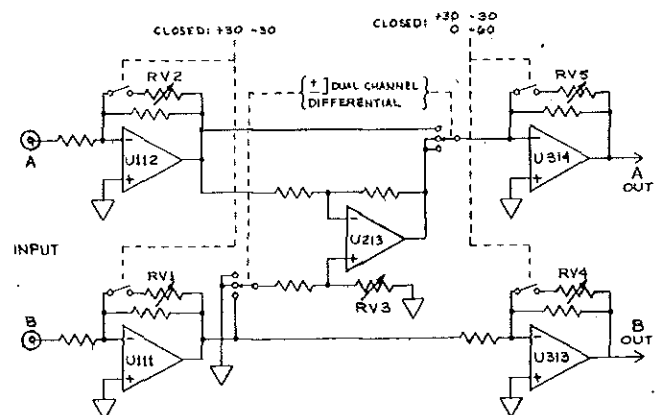 CLOSED: +30 -30
CLOSED: +30 -30
0 -60
RV2
RV5
{+/-] DUAL CHANNEL
DIFFERENTIAL}
A
U112
U314
A
OUT
U213
INPUT
RV1
RV4
RV3
B
U111
U313
B
OUT